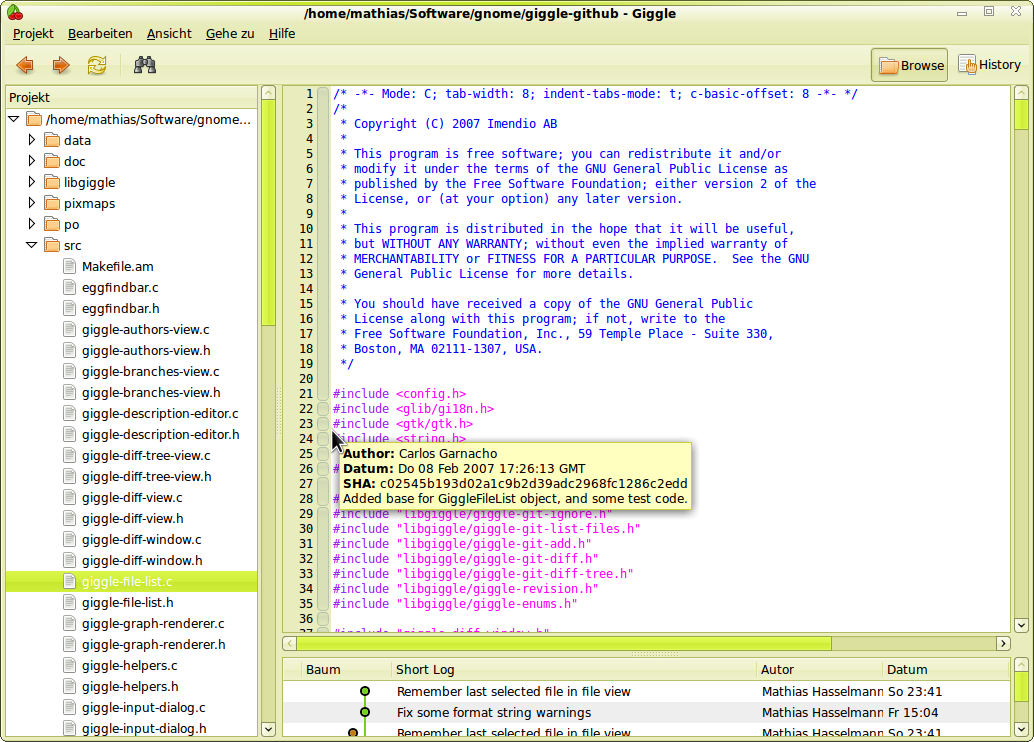 /home/mathias/Software/gnome/giggle-github - Giggle
Projekt Bearbeiten Ansicht Gehe zu Hilfe
Browse History
Projekt
/home/mathias/Software/gnome...
data
doc
libgiggle
pixmaps
po
src
Makefile.am
eggfindbar.c
eggfindbar.h
giggle-authors-view.c
giggle-authors-view.h
giggle-branches-view.c
giggle-branches-view.h
giggle-description-editor.c
giggle-description-editor.h
giggle-diff-tree-view.c
giggle-diff-tree-view.h
giggle-diff-view.c
giggle-diff-view.h
giggle-diff-window.c
giggle-diff-window.h
giggle-file-list.c
giggle-file-list.h
giggle-graph-renderer.c
giggle-graph-renderer.h
giggle-helpers.c
giggle-helpers.h
giggle-input-dialog.c
giggle-input-dialog.h
1 /* -*- Mode: C; tab-width: 8; indent-tabs-mode: t; c-basic-offset: 8 -*- */
2 /*
3 * Copyright (C) 2007 Imendio AB
4 *
5 * This program is free software; you can redistribute it and/or
6 * modify it under the terms of the GNU General Public License as
7 * published by the Free Software Foundation; either version 2 of the
8 * License, or (at your option) any later version.
9 *
10 * This program is distributed in the hope that it will be useful,
11 * but WITHOUT ANY WARRANTY; without even the implied warranty of
12 * MERCHANTABILITY or FITNESS FOR A PARTICULAR PURPOSE.  See the GNU
13 * General Public License for more details.
14 *
15 * You should have received a copy of the GNU General Public
16 * License along with this program; if not, write to the
17 * Free Software Foundation, Inc., 59 Temple Place - Suite 330,
18 * Boston, MA 02111-1307, USA.
19 */
20
21 #include <config.h>
22 #include <glib/gi18n.h>
23 #include <gtk/gtk.h>
24 #include <string.h>
25
26 #
27
28 #
Author: Carlos Garnacho
Datum: Do 08 Feb 2007 17:26:13 GMT
SHA: c02545b193d02a1c9b2d39adc2968fc1286c2edd
Added base for GiggleFileList object, and some test code.
29 #include "libgiggle/giggle-git-ignore.h"
30 #include "libgiggle/giggle-git-list-files.h"
31 #include "libgiggle/giggle-git-add.h"
32 #include "libgiggle/giggle-git-diff.h"
33 #include "libgiggle/giggle-git-diff-tree.h"
34 #include "libgiggle/giggle-revision.h"
35 #include "libgiggle/giggle-enums.h"
36
37 #include "giggle-diff-window.h"
Baum Short Log Autor Datum
Remember last selected file in file view Mathias Hasselmann So 23:41
Fix some format string warnings Mathias Hasselmann Fr 15:04
Remember last selected file in file view Mathias Hasselmann So 23:41